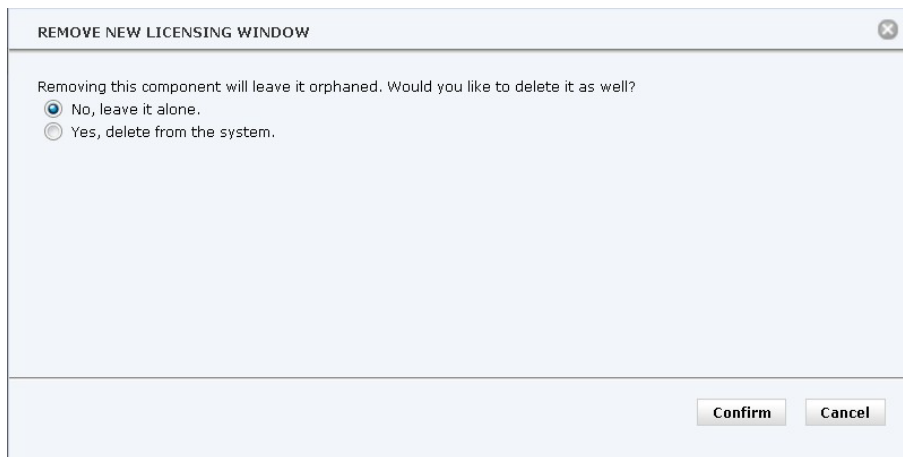 REMOVE NEW LICENSING WINDOW
Removing this component will leave it orphaned. Would you like to delete it as well?
No, leave it alone.
Yes, delete from the system.
Confirm Cancel